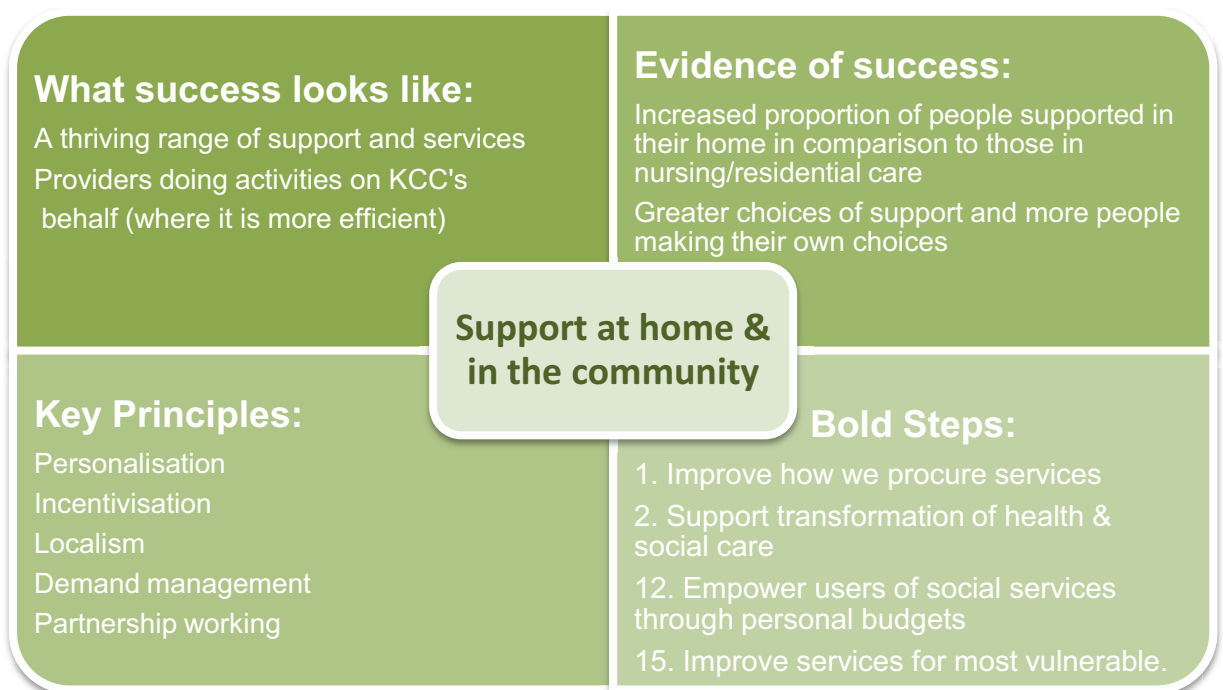 What success looks like:
A thriving range of support and services
Providers doing activities on KCC's
behalf (where it is more efficient)
Evidence of success:
Increased proportion of people supported in
their home in comparison to those in
nursing/residential care
Greater choices of support and more people
making their own choices
Support at home &
in the community
Key Principles:
Personalisation
Incentivisation
Localism
Demand management
Partnership working
Bold Steps:
1. Improve how we procure services
2. Support transformation of health &
social care
12. Empower users of social services
through personal budgets
15. Improve services for most vulnerable.